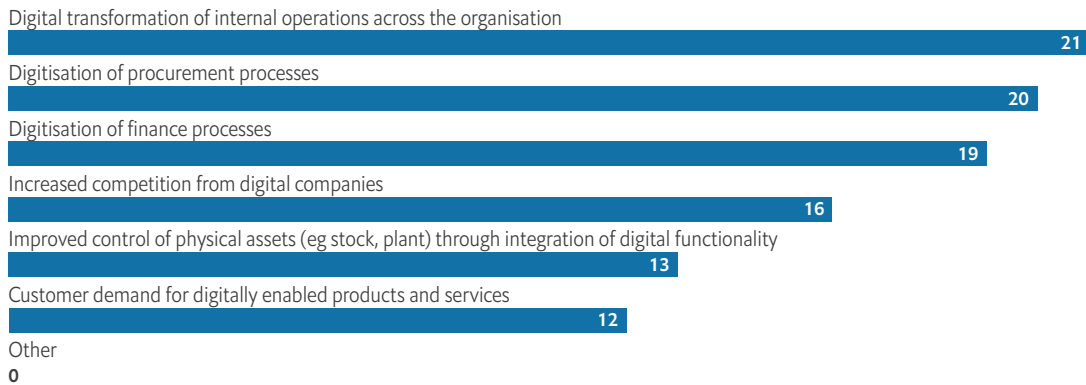 Digital transformation of internal operations across the organisation
21
Digitisation of procurement processes
20
Digitisation of finance processes
19
Increased competition from digital companies
16
Improved control of physical assets (eg stock, plant) through integration of digital functionality
13
Customer demand for digitally enabled products and services
12
Other
0